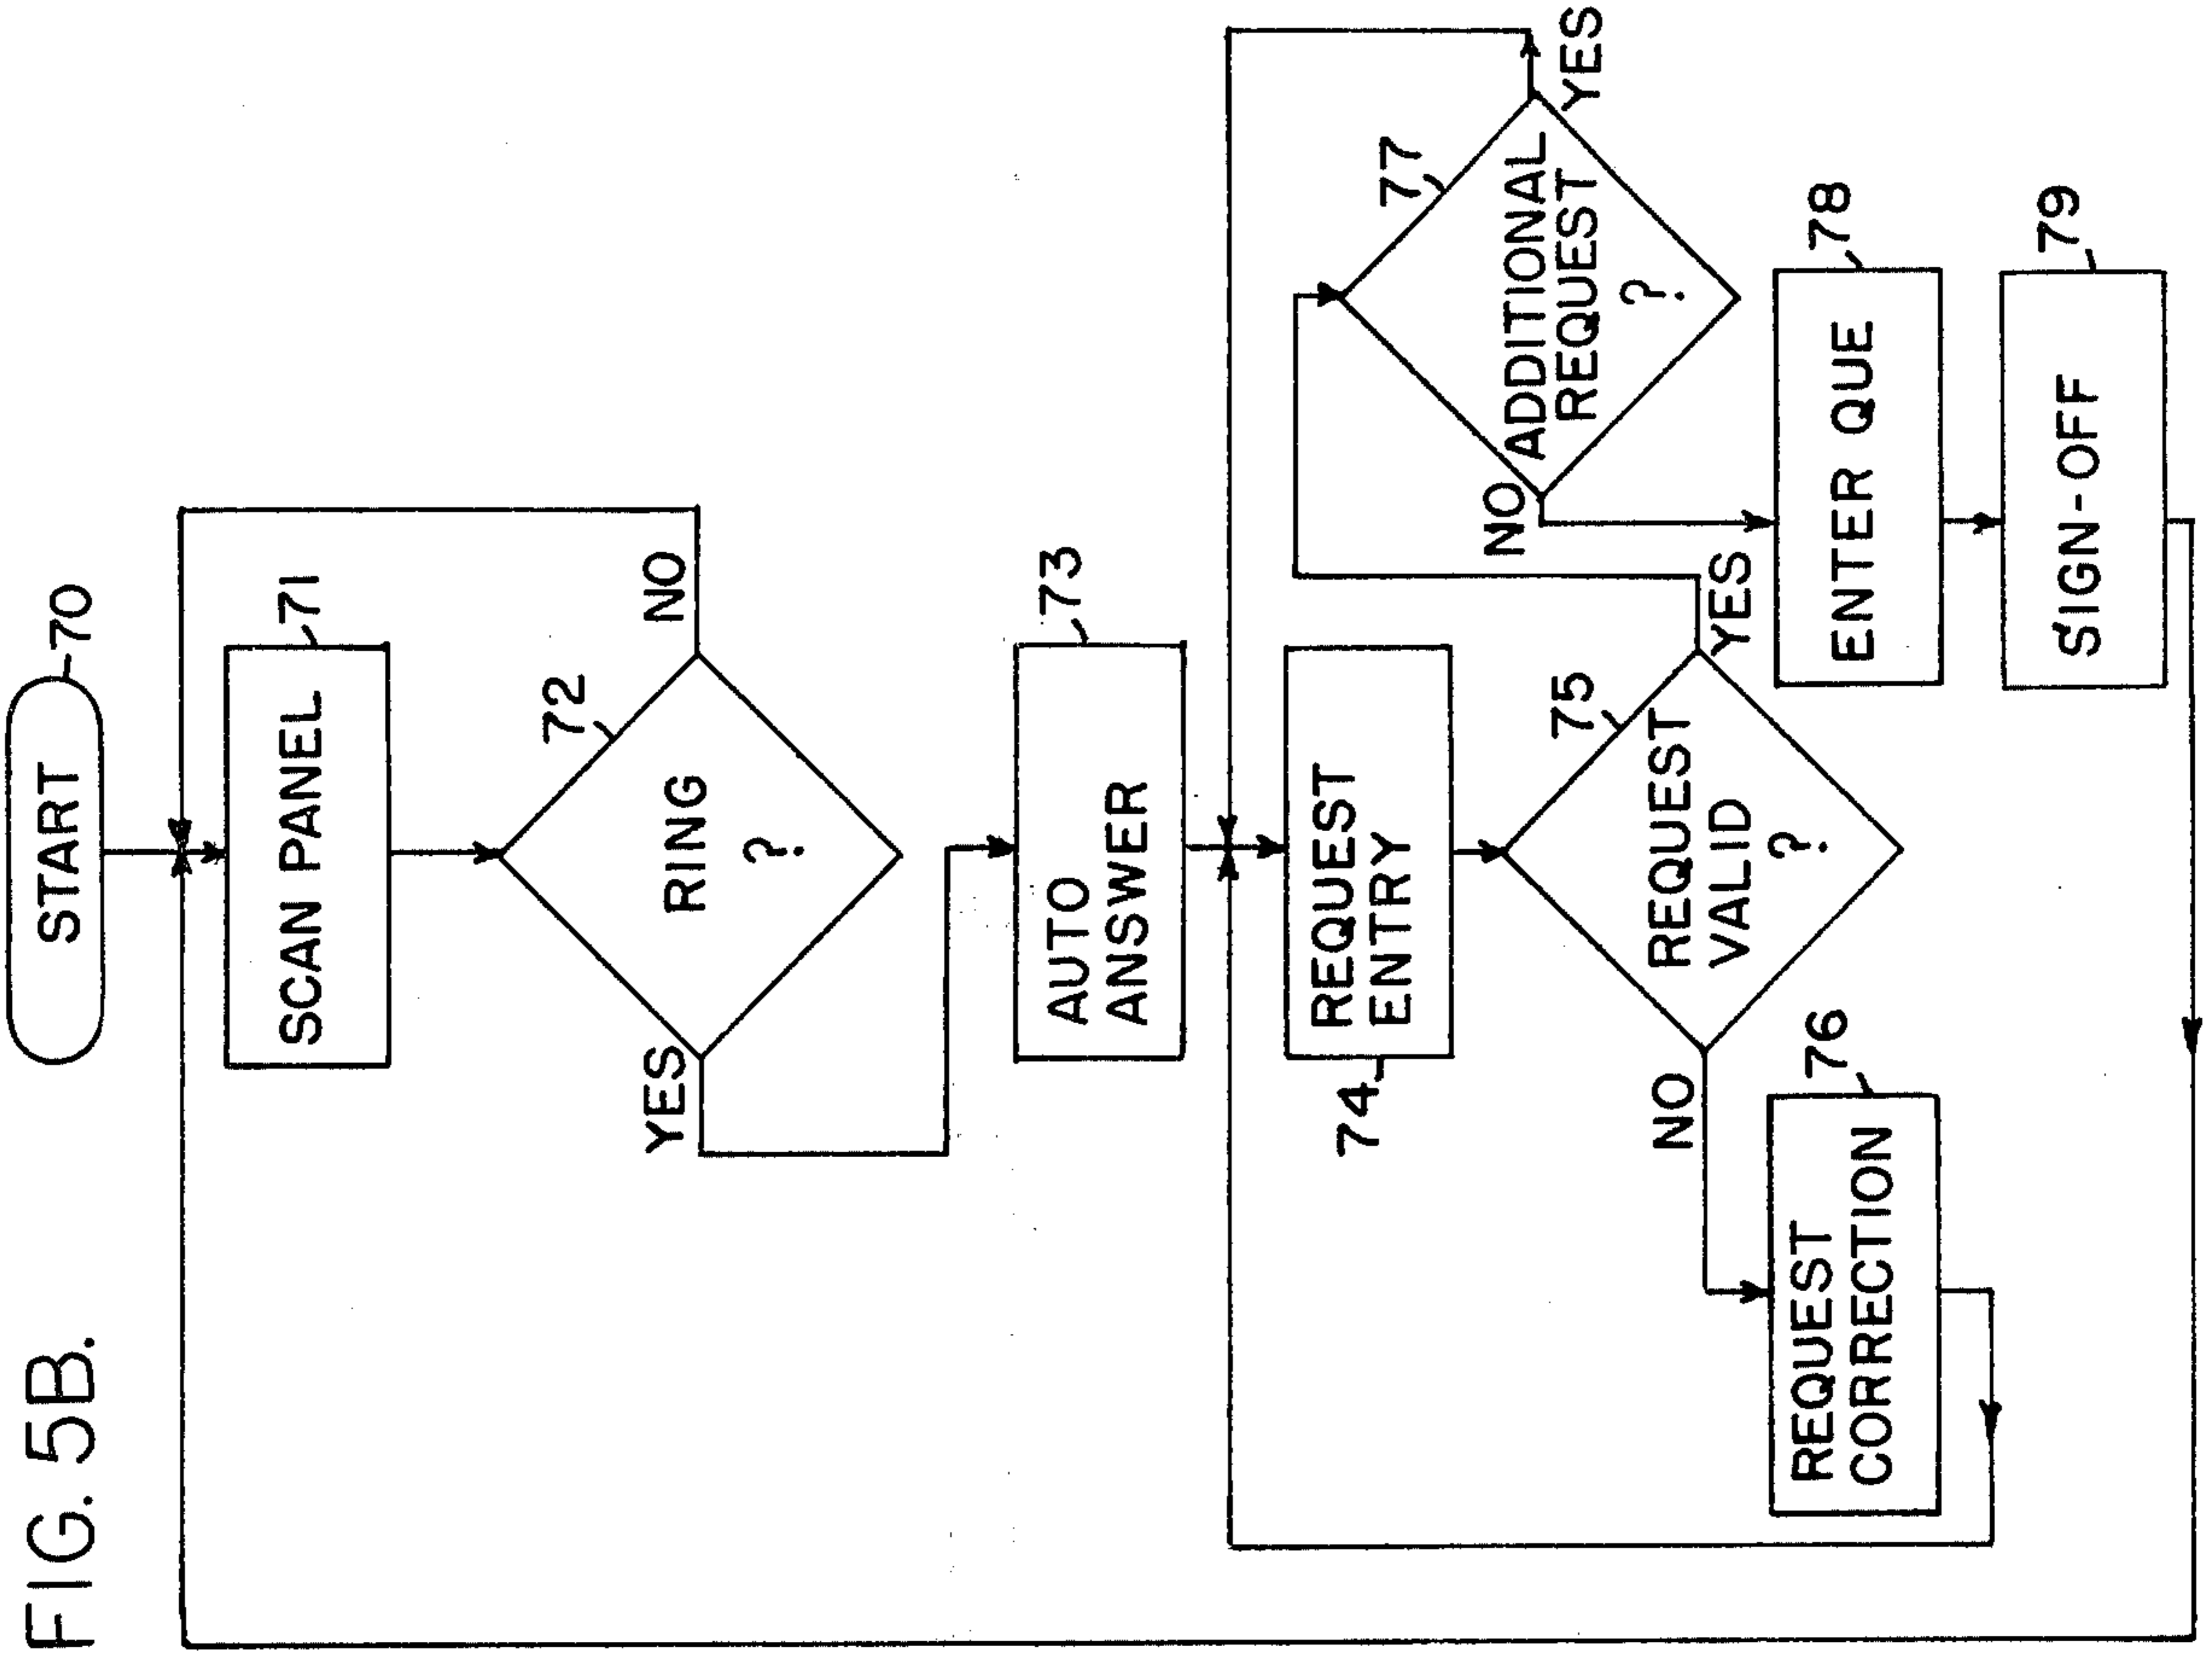 FIG. 5B.
START
70
SCAN PANEL
71
72
RING
?
NO
YES
AUTO
ANSWER
73
REQUEST
ENTRY
74
75
REQUEST
VALID
?
NO
YES
REQUEST
CORRECTION
76
77
ADDITIONAL
REQUEST
?
YES
NO
ENTER QUE
78
SIGN-OFF
79